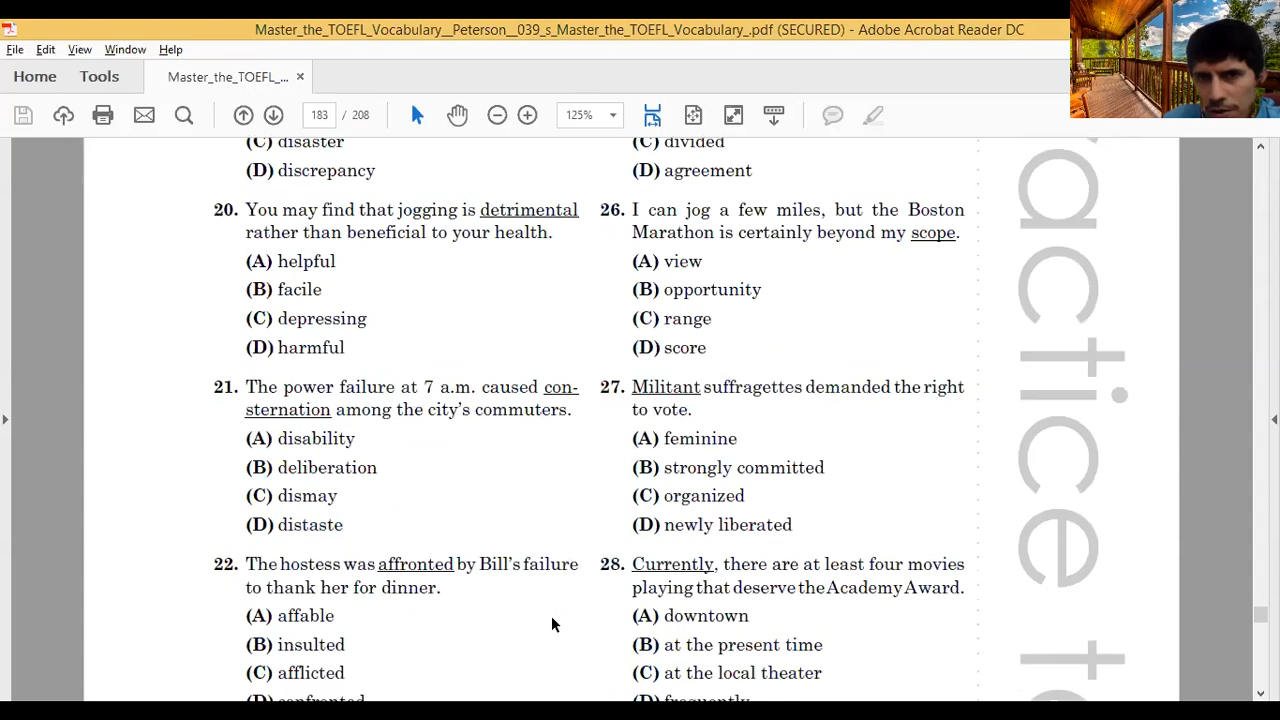 Master_the_TOEFL_Vocabulary__Peterson__039_s_Master_the_TOEFL_Vocabulary_.pdf (SECURED) - Adobe Acrobat Reader DC
File Edit View Window Help
Home Tools Master_the_TOEFL_... ×
183 / 208 125%
(C) disaster
(D) discrepancy
20. You may find that jogging is detrimental
rather than beneficial to your health.
(A) helpful
(B) facile
(C) depressing
(D) harmful
21. The power failure at 7 a.m. caused con-
sternation among the city's commuters.
(A) disability
(B) deliberation
(C) dismay
(D) distaste
22. The hostess was affronted by Bill's failure
to thank her for dinner.
(A) affable
(B) insulted
(C) afflicted
(D) confronted
(C) divided
(D) agreement
26. I can jog a few miles, but the Boston
Marathon is certainly beyond my scope.
(A) view
(B) opportunity
(C) range
(D) score
27. Militant suffragettes demanded the right
to vote.
(A) feminine
(B) strongly committed
(C) organized
(D) newly liberated
28. Currently, there are at least four movies
playing that deserve the Academy Award.
(A) downtown
(B) at the present time
(C) at the local theater
(D) frequently
actice te